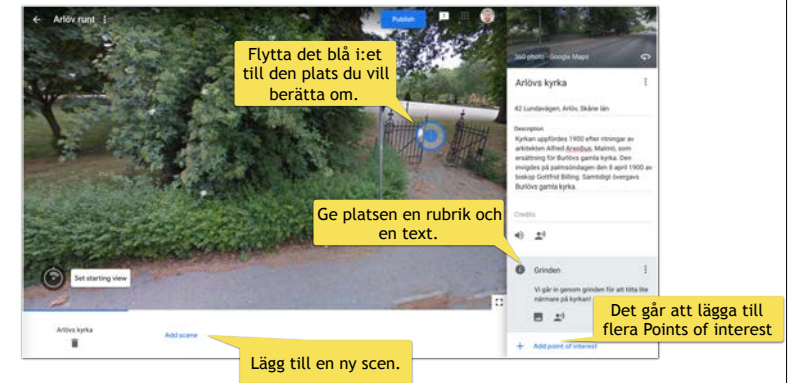 Arlöv runt
Publish
Flytta det blå i:et
till den plats du vill
berätta om.
360 photo - Google Maps
Arlövs kyrka
42 Lundavägen, Arlöv, Skåne län
Description
Kyrkan uppfördes 1900 efter ritningar av
arkitekten Alfred Arwidius, Malmö, som
ersättning för Burlövs gamla kyrka. Den
invigdes på palmsöndagen den 8 april 1900 av
biskop Gottfrid Billing. Samtidigt övergavs
Burlövs gamla kyrka.
Ge platsen en rubrik och
en text.
Credits
Grinden
Vi går in genom grinden för att titta lite
närmare på kyrkan!
Set starting view
Det går att lägga till
flera Points of interest
Arlövs kyrka
Add scene
Add point of interest
Lägg till en ny scen.